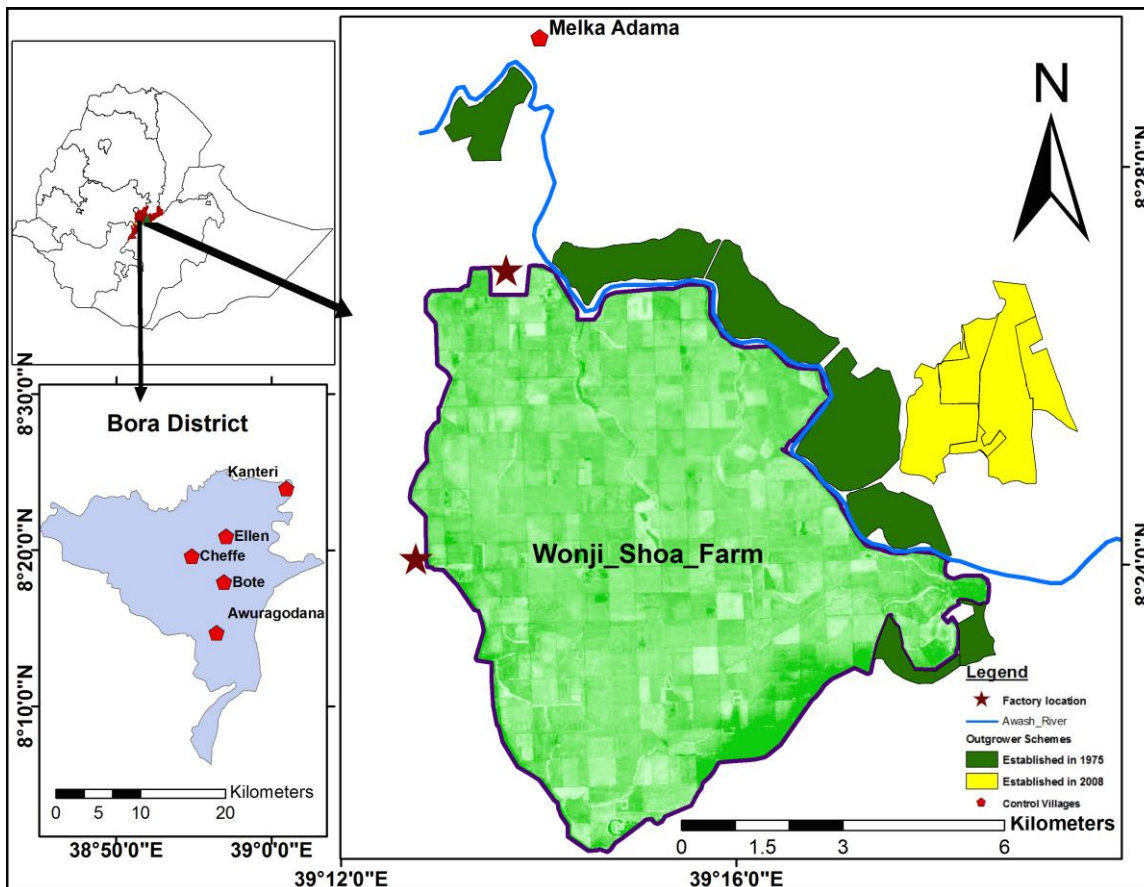 Melka Adama
N
8°28'0"N
8°24'0"N
Wonji_Shoa_Farm
8°30'0"N
8°20'0"N
8°10'0"N
Bora District
Kanteri
Ellen
Cheffe
Bote
Awuragodana
Kilometers
0 5 10 20
38°50'0"E 39°0'0"E
Legend
Factory location
Awash_River
Outgrower Schemes
Established in 1975
Established in 2008
Control Villages
Kilometers
0 1.5 3 6
39°12'0"E 39°16'0"E